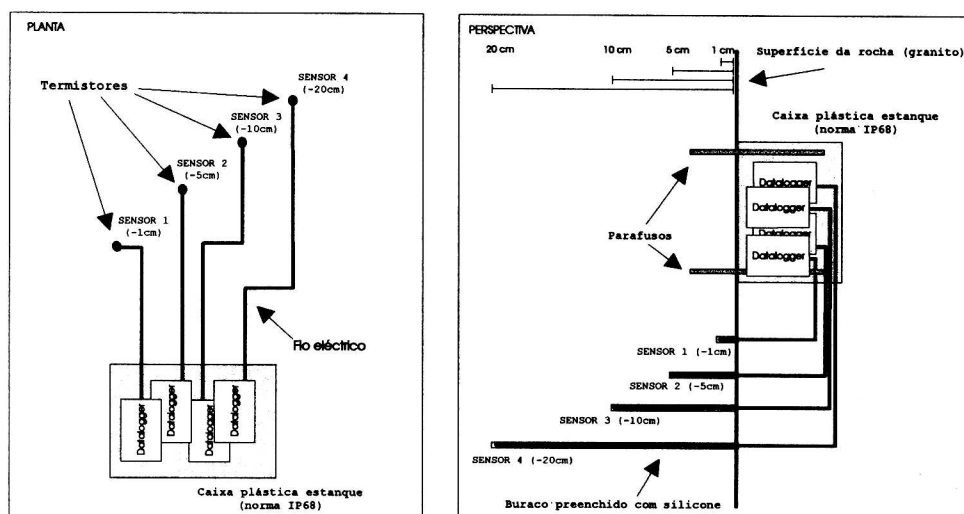 PLANTA
SENSOR 4
(-20cm)
Termistores
SENSOR 3
(-10cm)
SENSOR 2
(-5cm)
SENSOR 1
(-1cm)
Fio eléctrico
Datalogger
Datalogger
Datalogger
Datalogger
Caixa plástica estanque
(norma IP68)
PERSPECTIVA
20 cm 10 cm 5 cm 1 cm
Superfície da rocha (granito)
Caixa plástica estanque
(norma IP68)
Datalogger
Datalogger
Datalogger
Datalogger
Parafusos
SENSOR 1 (-1cm)
SENSOR 2 (-5cm)
SENSOR 3 (-10cm)
SENSOR 4 (-20cm)
Buraco preenchido com silicone